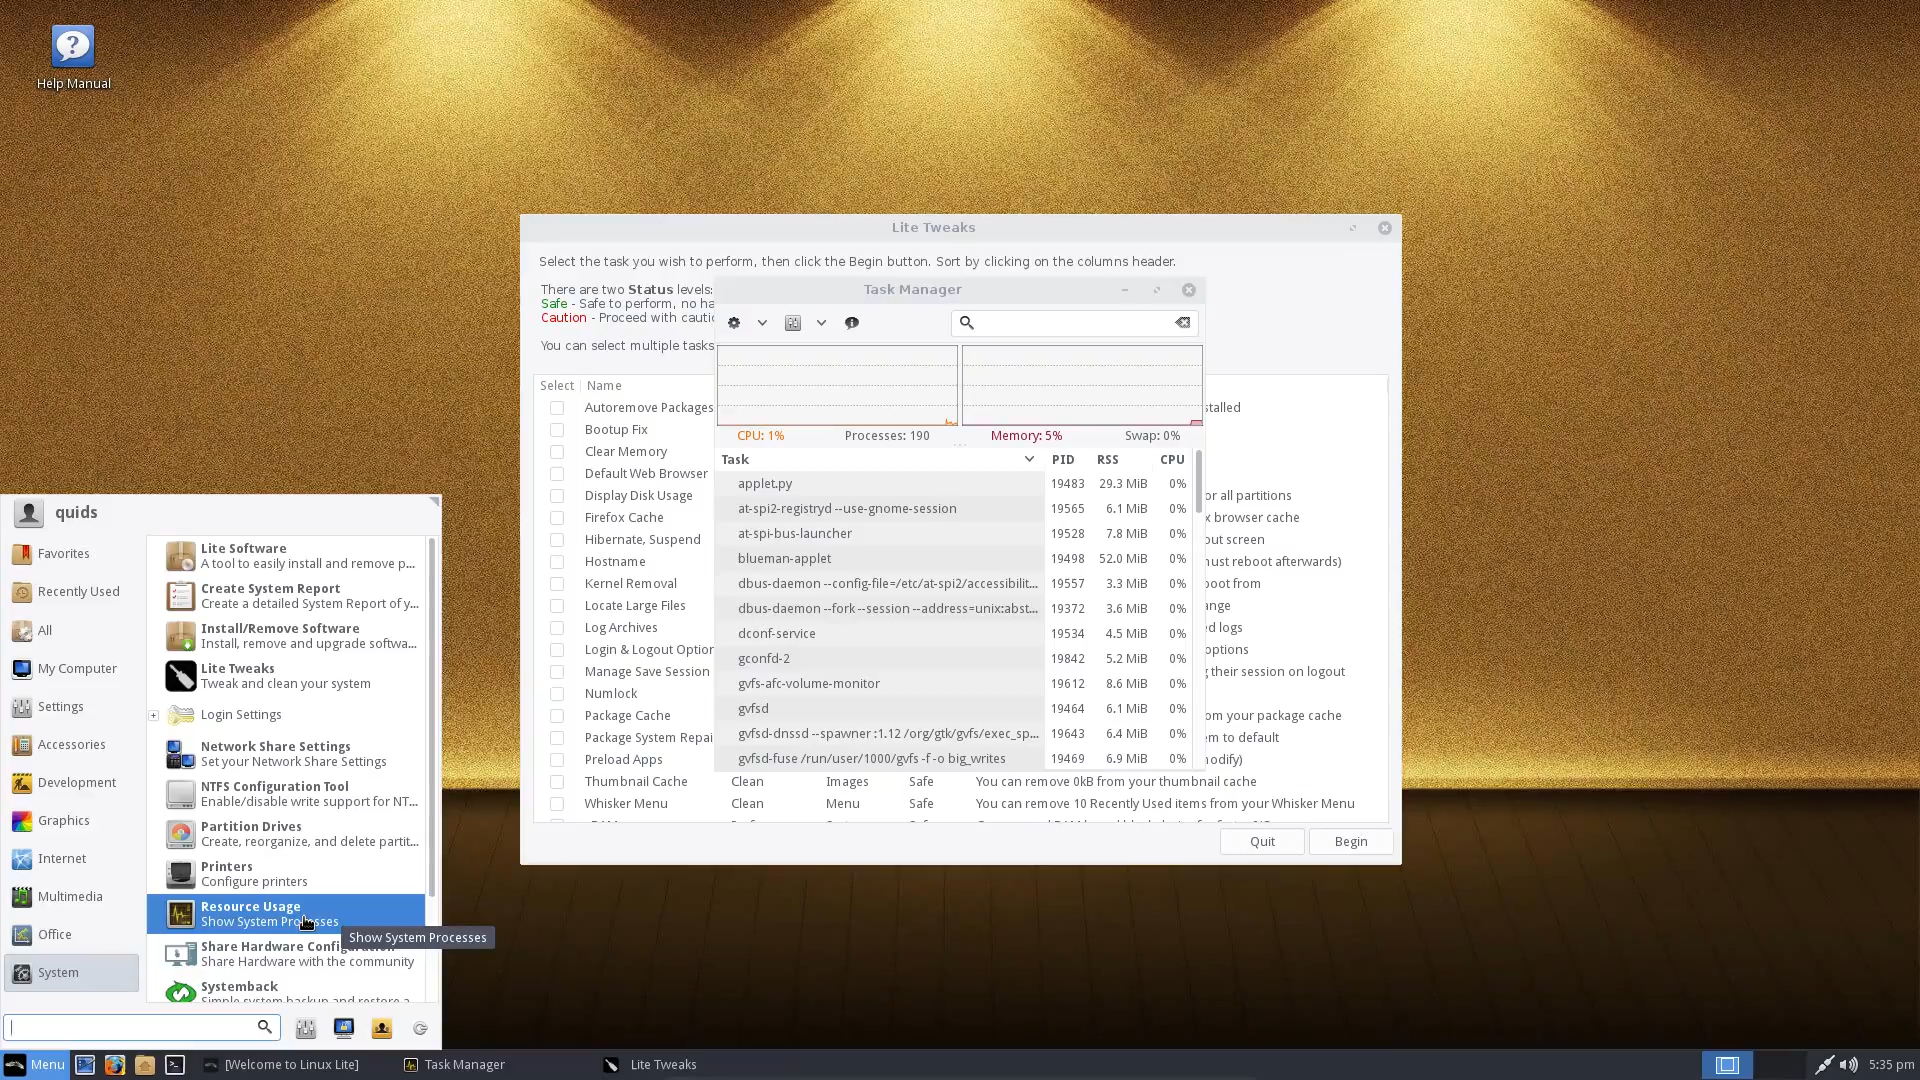 Help Manual
Lite Tweaks
Select the task you wish to perform, then click the Begin button. Sort by clicking on the columns header.
There are two Status levels:
Safe - Safe to perform, no ha
Caution - Proceed with cautic
You can select multiple tasks
Select Name
Autoremove Packages stalled
Bootup Fix
Clear Memory
Default Web Browser
Display Disk Usage or all partitions
Firefox Cache x browser cache
Hibernate, Suspend out screen
Hostname must reboot afterwards)
Kernel Removal boot from
Locate Large Files ange
Log Archives d logs
Login & Logout Option options
Manage Save Session their session on logout
Numlock
Package Cache om your package cache
Package System Repai em to default
Preload Apps nodify)
Thumbnail Cache Clean Images Safe You can remove 0kB from your thumbnail cache
Whisker Menu Clean Menu Safe You can remove 10 Recently Used items from your Whisker Menu
Quit Begin
Task Manager
CPU: 1% Processes: 190 Memory: 5% Swap: 0%
Task PID RSS CPU
applet.py 19483 29.3 MiB 0%
at-spi2-registryd --use-gnome-session 19565 6.1 MiB 0%
at-spi-bus-launcher 19528 7.8 MiB 0%
blueman-applet 19498 52.0 MiB 0%
dbus-daemon --config-file=/etc/at-spi2/accessibilit... 19557 3.3 MiB 0%
dbus-daemon --fork --session --address=unix:abst... 19372 3.6 MiB 0%
dconf-service 19534 4.5 MiB 0%
gconfd-2 19842 5.2 MiB 0%
gvfs-afc-volume-monitor 19612 8.6 MiB 0%
gvfsd 19464 6.1 MiB 0%
gvfsd-dnssd --spawner :1.12 /org/gtk/gvfs/exec_sp... 19643 6.4 MiB 0%
gvfsd-fuse /run/user/1000/gvfs -f -o big_writes 19469 6.9 MiB 0%
quids
Favorites
Recently Used
All
My Computer
Settings
Accessories
Development
Graphics
Internet
Multimedia
Office
System
Lite Software
A tool to easily install and remove p...
Create System Report
Create a detailed System Report of y...
Install/Remove Software
Install, remove and upgrade softwa...
Lite Tweaks
Tweak and clean your system
Login Settings
Network Share Settings
Set your Network Share Settings
NTFS Configuration Tool
Enable/disable write support for NT...
Partition Drives
Create, reorganize, and delete partit...
Printers
Configure printers
Resource Usage
Show System Processes
Show System Processes
Share Hardware Configuration
Share Hardware with the community
Systemback
Simple system backup and restore a
Menu [Welcome to Linux Lite] Task Manager Lite Tweaks 5:35 pm